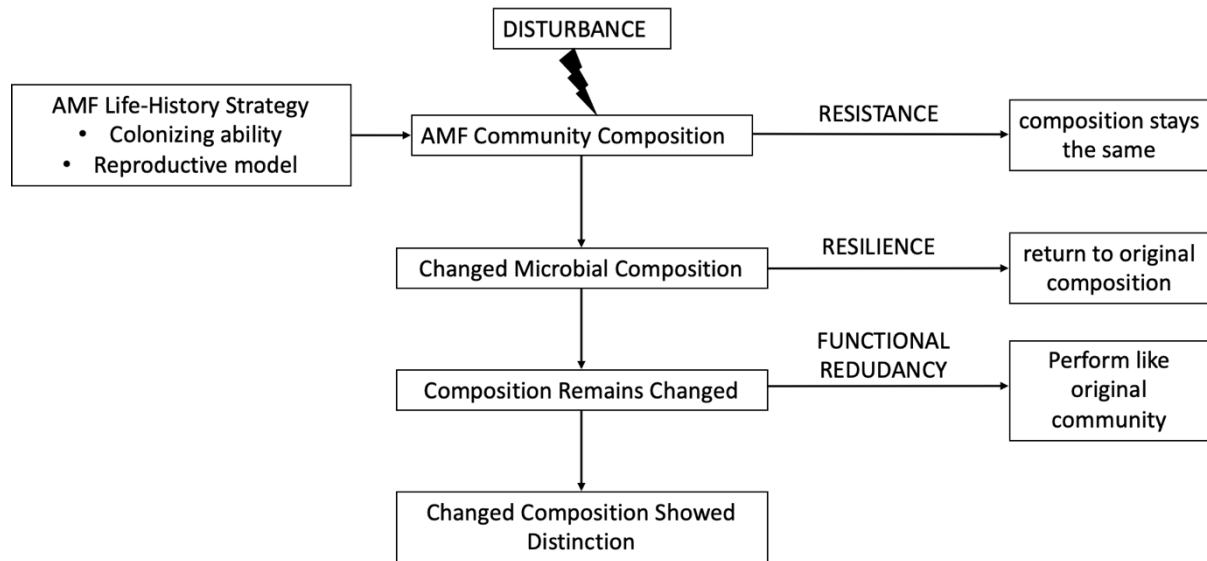 DISTURBANCE
AMF Life-History Strategy
• Colonizing ability
• Reproductive model
AMF Community Composition
RESISTANCE
composition stays
the same
Changed Microbial Composition
RESILIENCE
return to original
composition
Composition Remains Changed
FUNCTIONAL
REDUDANCY
Perform like
original
community
Changed Composition Showed
Distinction